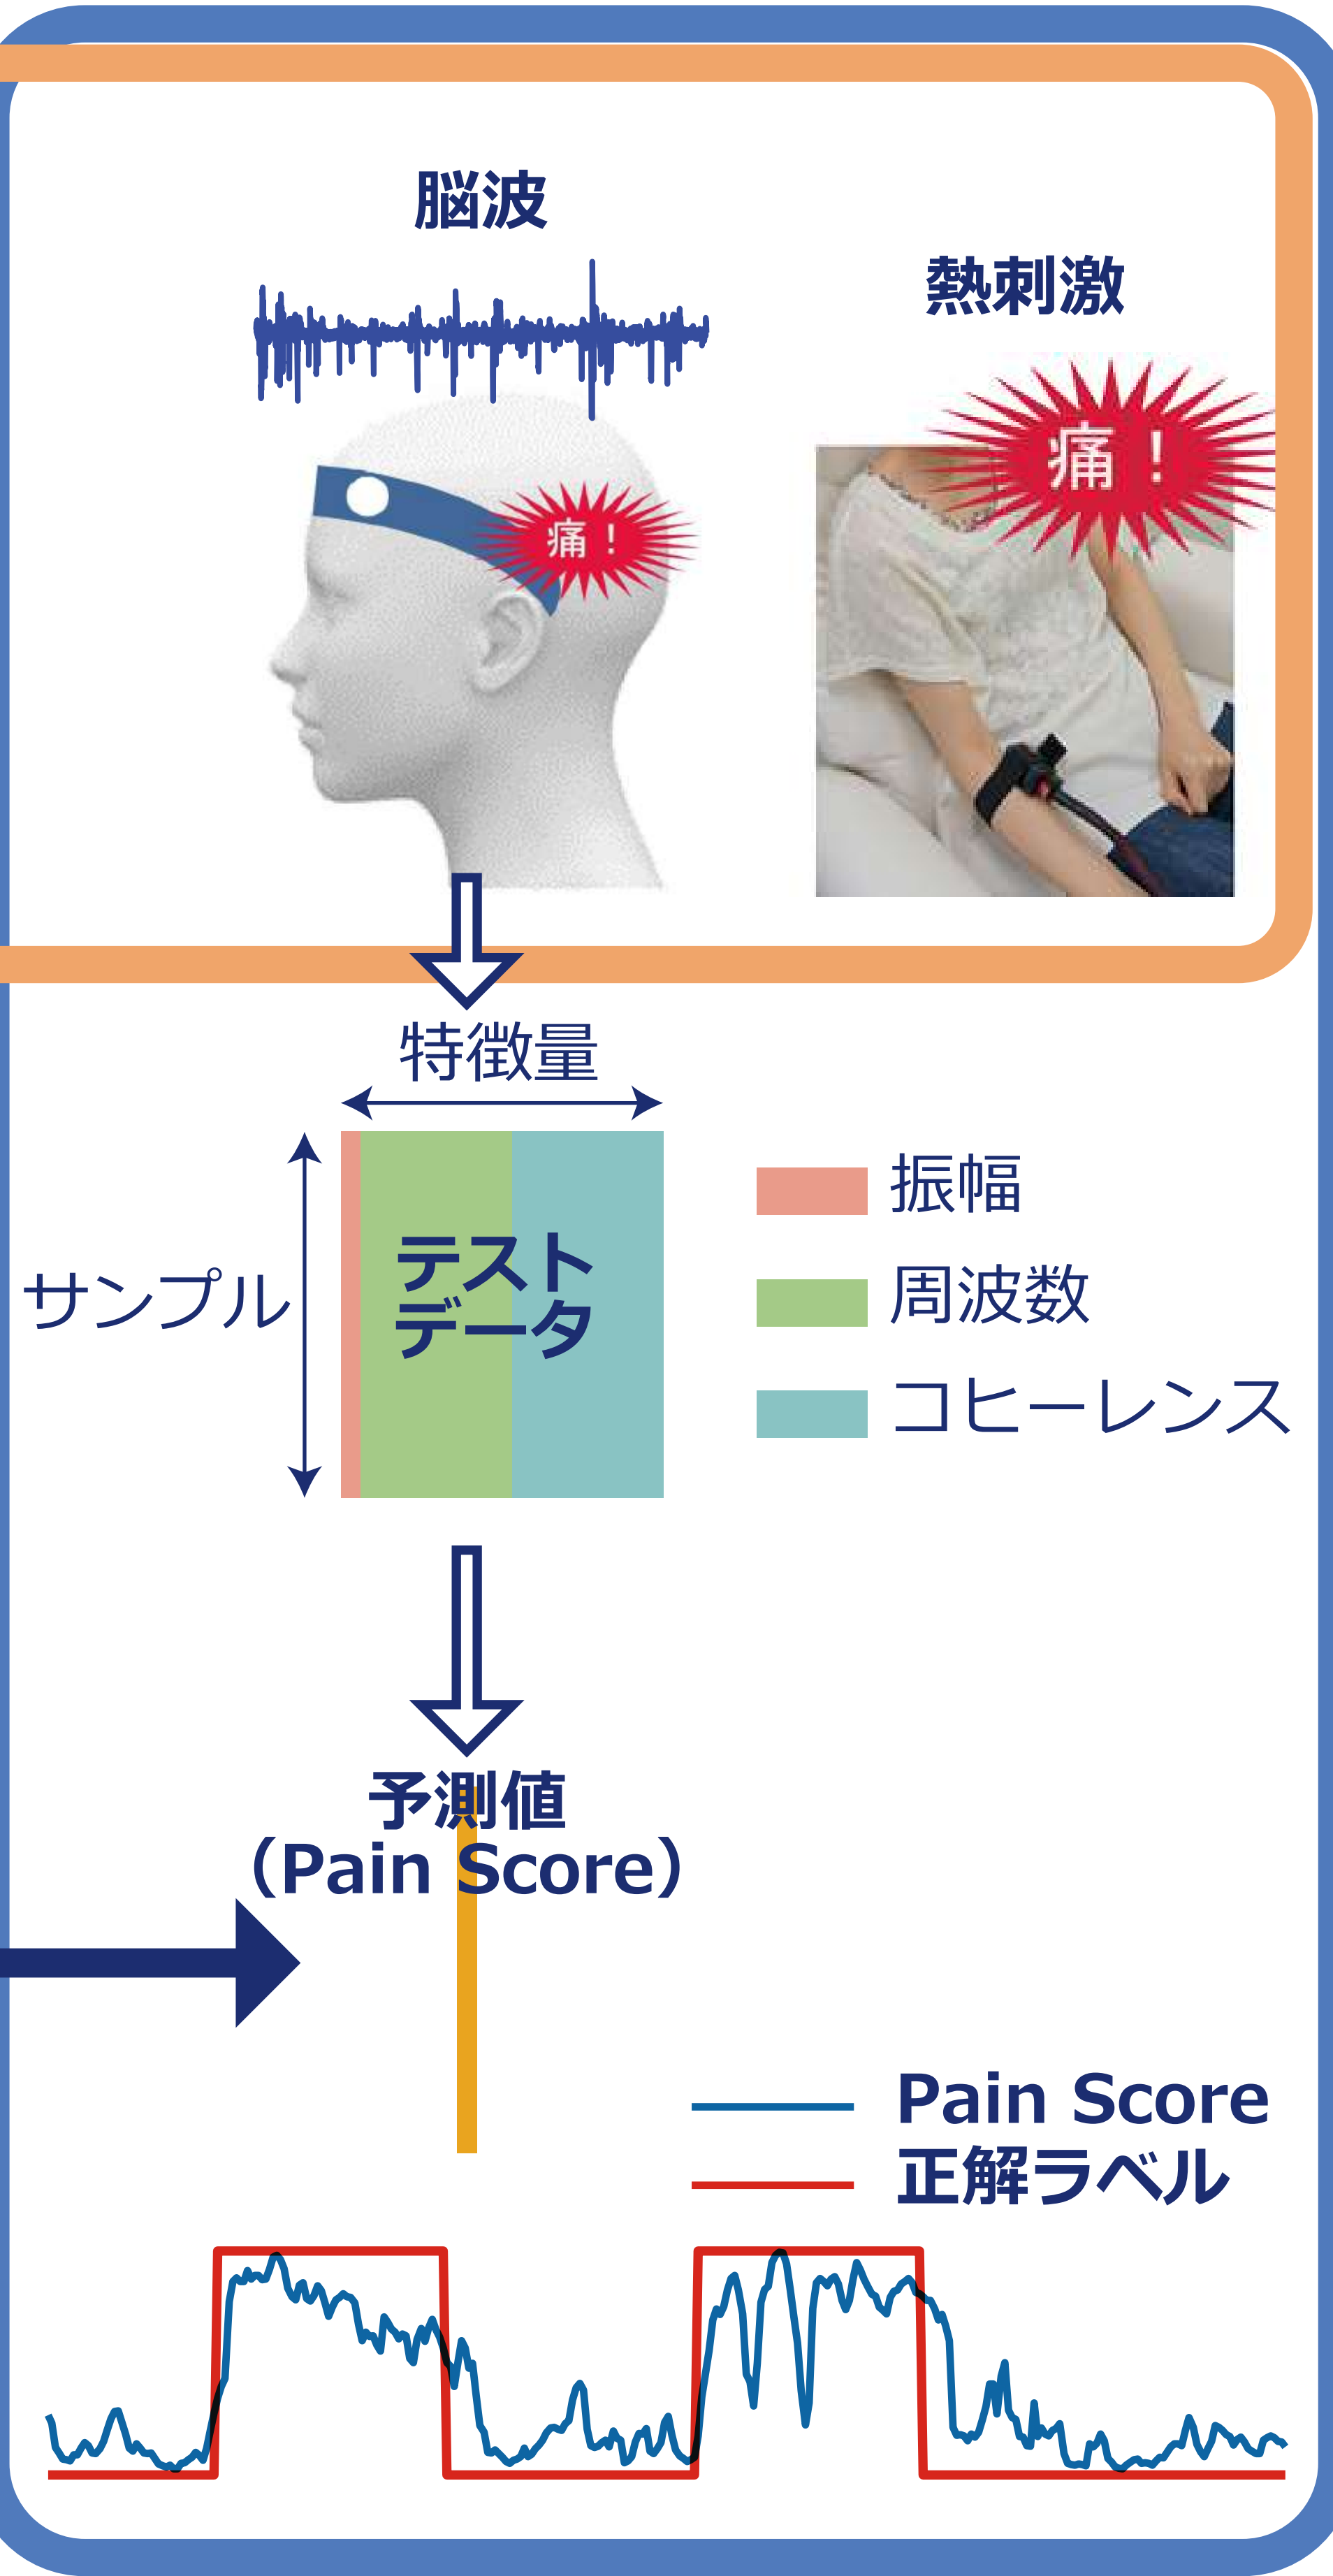 脳波
熱刺激
痛！
痛！
特徴量
サンプル
テスト
データ
振幅
周波数
コヒーレンス
予測値
（Pain Score）
Pain Score
正解ラベル